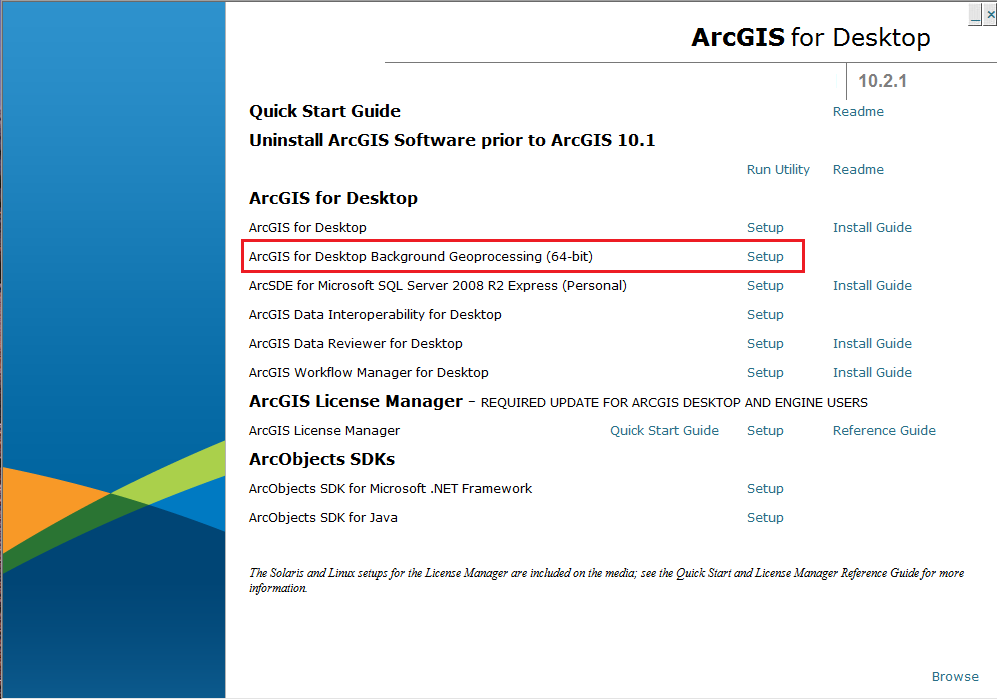 ArcGIS for Desktop
10.2.1
Quick Start Guide Readme
Uninstall ArcGIS Software prior to ArcGIS 10.1
Run Utility Readme
ArcGIS for Desktop
ArcGIS for Desktop Setup Install Guide
ArcGIS for Desktop Background Geoprocessing (64-bit) Setup
ArcSDE for Microsoft SQL Server 2008 R2 Express (Personal) Setup Install Guide
ArcGIS Data Interoperability for Desktop Setup
ArcGIS Data Reviewer for Desktop Setup Install Guide
ArcGIS Workflow Manager for Desktop Setup Install Guide
ArcGIS License Manager - REQUIRED UPDATE FOR ARCGIS DESKTOP AND ENGINE USERS
ArcGIS License Manager Quick Start Guide Setup Reference Guide
ArcObjects SDKs
ArcObjects SDK for Microsoft .NET Framework Setup
ArcObjects SDK for Java Setup
The Solaris and Linux setups for the License Manager are included on the media; see the Quick Start and License Manager Reference Guide for more
information.
Browse